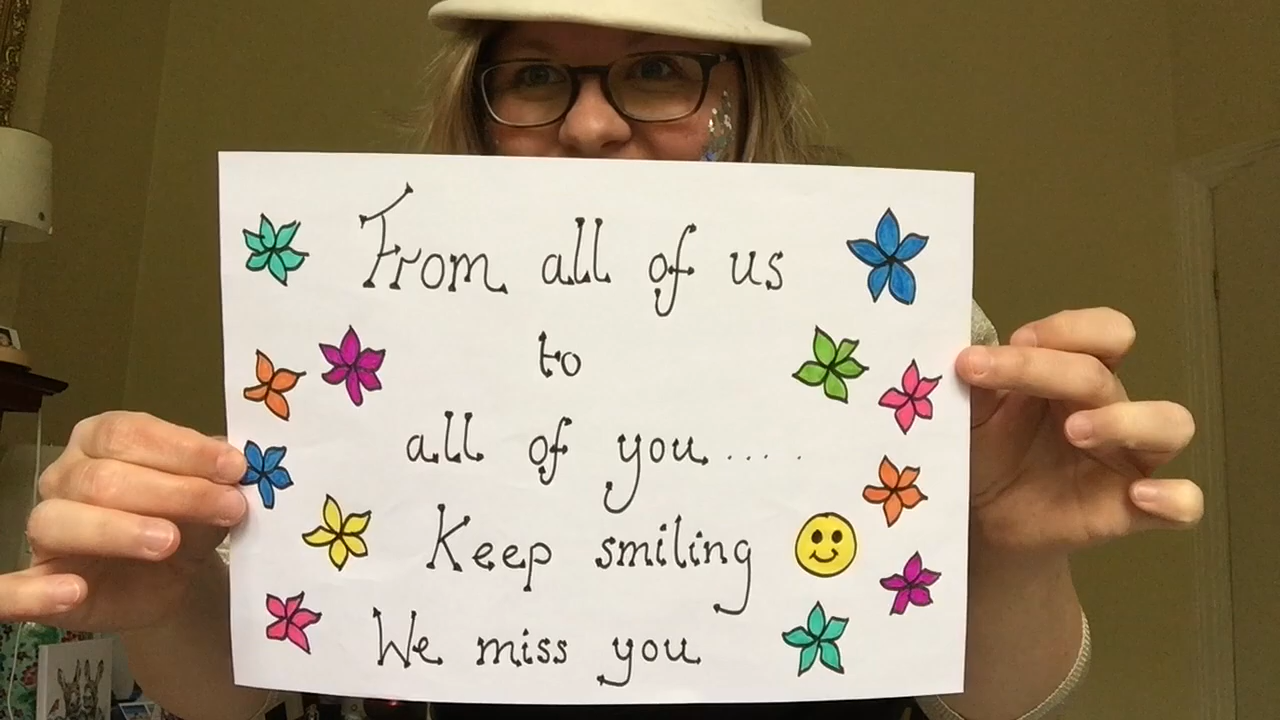 From all of us
to
all of you.....
Keep smiling
We miss you